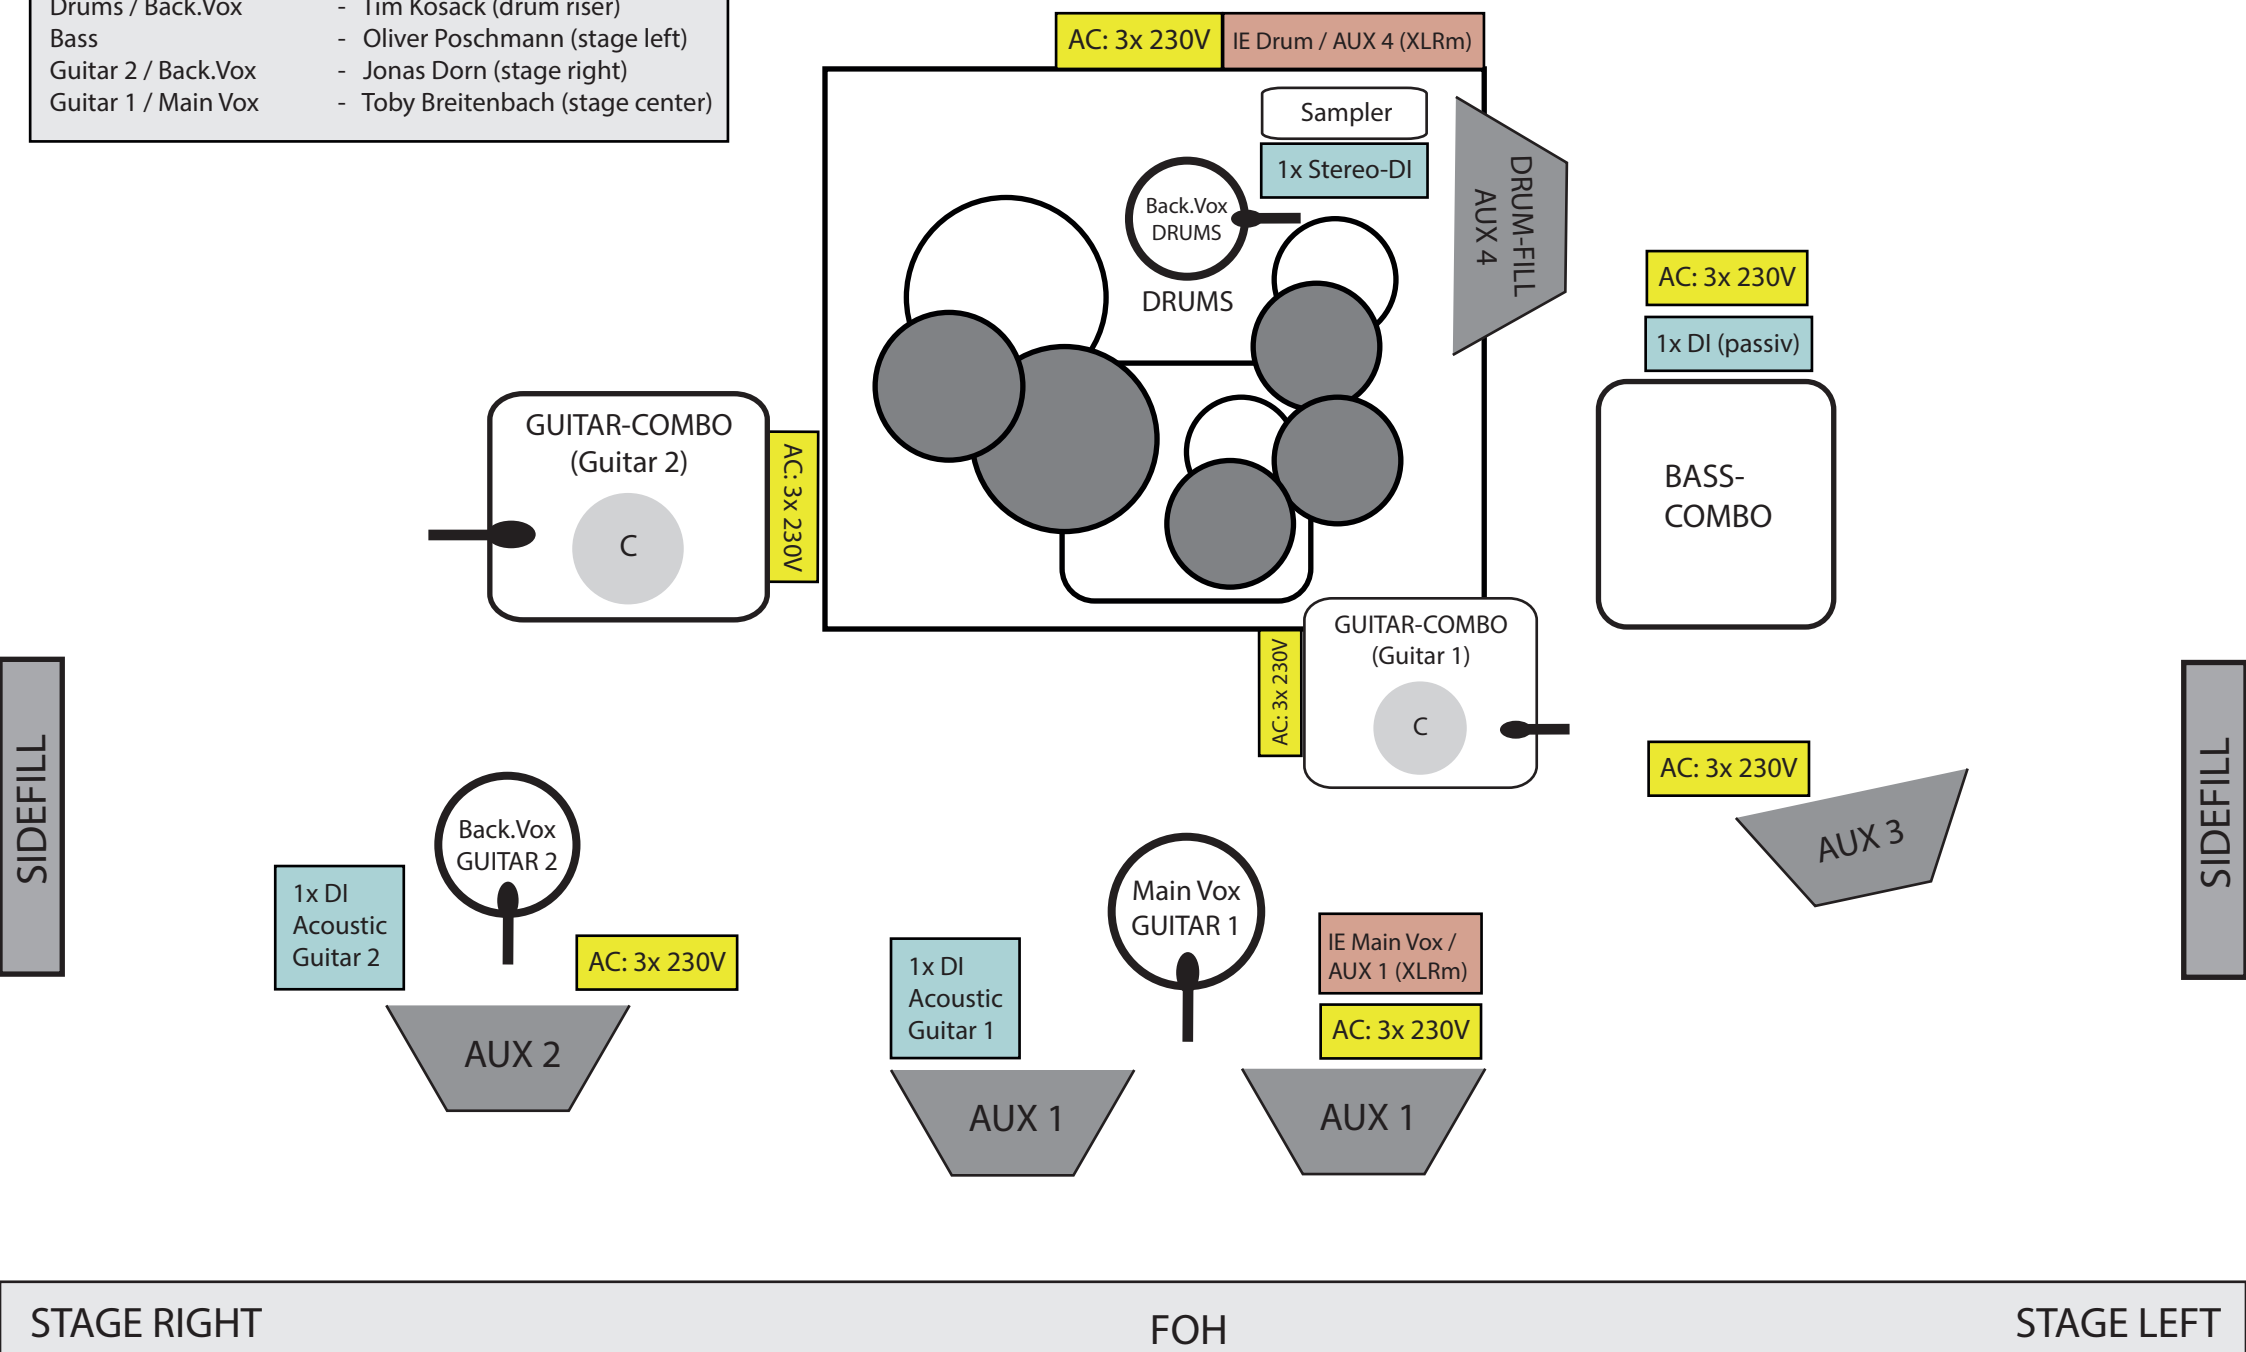 Drums / Back.Vox - Tim Kosack (drum riser)
Bass - Oliver Poschmann (stage left)
Guitar 2 / Back.Vox - Jonas Dorn (stage right)
Guitar 1 / Main Vox - Toby Breitenbach (stage center)
AC: 3x 230V
IE Drum / AUX 4 (XLRm)
Sampler
1x Stereo-DI
Back.Vox
DRUMS
DRUMS
DRUM-FILL
AUX 4
AC: 3x 230V
1x DI (passiv)
BASS-
COMBO
GUITAR-COMBO
(Guitar 2)
C
AC: 3x 230V
GUITAR-COMBO
(Guitar 1)
C
AC: 3x 230V
SIDEFILL
SIDEFILL
AC: 3x 230V
AUX 3
Back.Vox
GUITAR 2
1x DI
Acoustic
Guitar 2
AC: 3x 230V
AUX 2
Main Vox
GUITAR 1
1x DI
Acoustic
Guitar 1
IE Main Vox /
AUX 1 (XLRm)
AC: 3x 230V
AUX 1
AUX 1
STAGE RIGHT
FOH
STAGE LEFT